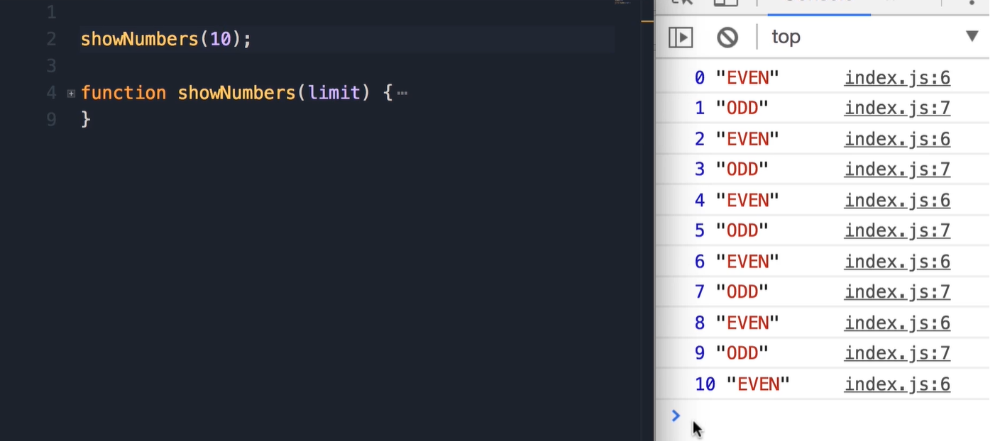 1
2 showNumbers(10);
3
4 function showNumbers(limit) {…
9 }
top
0 "EVEN" index.js:6
1 "ODD" index.js:7
2 "EVEN" index.js:6
3 "ODD" index.js:7
4 "EVEN" index.js:6
5 "ODD" index.js:7
6 "EVEN" index.js:6
7 "ODD" index.js:7
8 "EVEN" index.js:6
9 "ODD" index.js:7
10 "EVEN" index.js:6
>